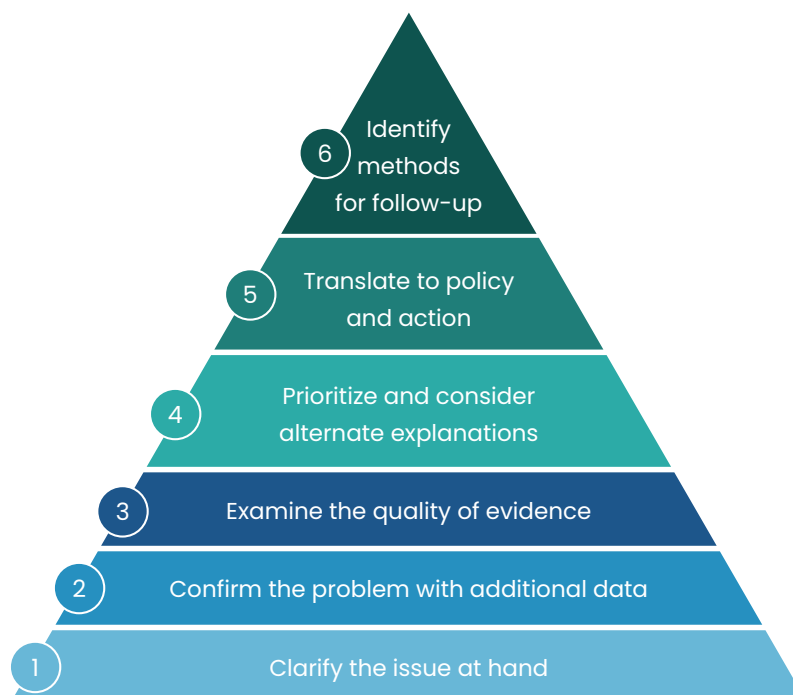 6
Identify
methods
for follow-up
5
Translate to policy
and action
4
Prioritize and consider
alternate explanations
3
Examine the quality of evidence
2
Confirm the problem with additional data
1
Clarify the issue at hand